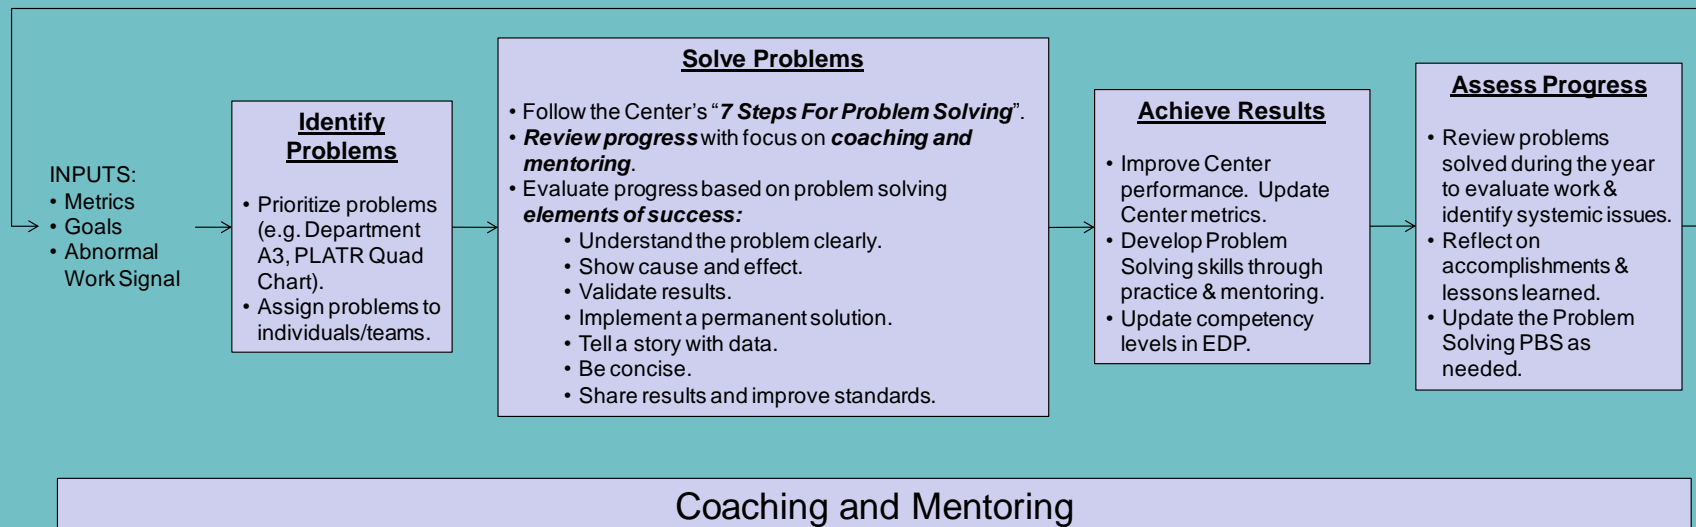 INPUTS:
• Metrics
• Goals
• Abnormal
Work Signal
Identify
Problems
• Prioritize problems
(e.g. Department
A3, PLATR Quad
Chart).
• Assign problems to
individuals/teams.
Solve Problems
• Follow the Center's “7 Steps For Problem Solving”.
• Review progress with focus on coaching and
mentoring.
• Evaluate progress based on problem solving
elements of success:
• Understand the problem clearly.
• Show cause and effect.
• Validate results.
• Implement a permanent solution.
• Tell a story with data.
• Be concise.
• Share results and improve standards.
Achieve Results
• Improve Center
performance. Update
Center metrics.
• Develop Problem
Solving skills through
practice & mentoring.
• Update competency
levels in EDP.
Assess Progress
• Review problems
solved during the year
to evaluate work &
identify systemic issues.
• Reflect on
accomplishments &
lessons learned.
• Update the Problem
Solving PBS as
needed.
Coaching and Mentoring